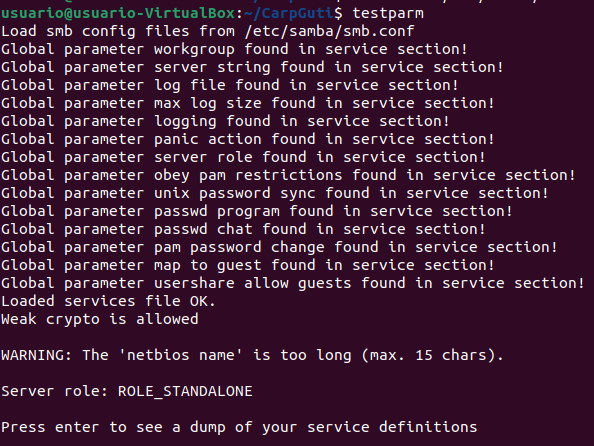 usuario@usuario-VirtualBox:~/CarpGuti$ testparm
Load smb config files from /etc/samba/smb.conf
Global parameter workgroup found in service section!
Global parameter server string found in service section!
Global parameter log file found in service section!
Global parameter max log size found in service section!
Global parameter logging found in service section!
Global parameter panic action found in service section!
Global parameter server role found in service section!
Global parameter obey pam restrictions found in service section!
Global parameter unix password sync found in service section!
Global parameter passwd program found in service section!
Global parameter passwd chat found in service section!
Global parameter pam password change found in service section!
Global parameter map to guest found in service section!
Global parameter usershare allow guests found in service section!
Loaded services file OK.
Weak crypto is allowed
WARNING: The 'netbios name' is too long (max. 15 chars).
Server role: ROLE_STANDALONE
Press enter to see a dump of your service definitions